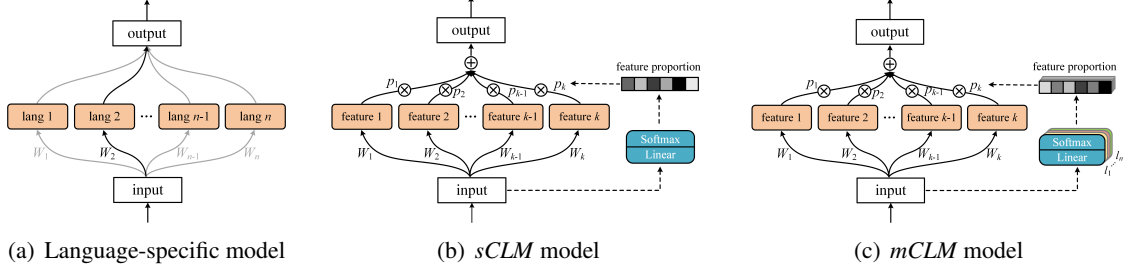 output
lang 1 lang 2 ... lang n-1 lang n
W1 W2 Wn-1 Wn
input
(a) Language-specific model
output
feature proportion
p1 p2 pk-1 pk
feature 1 feature 2 ... feature k-1 feature k
Softmax
Linear
W1 W2 Wk-1 Wk
input
(b) sCLM model
output
feature proportion
p1 p2 pk-1 pk
feature 1 feature 2 ... feature k-1 feature k
Softmax
Linear
l1 ... ln
W1 W2 Wk-1 Wk
input
(c) mCLM model